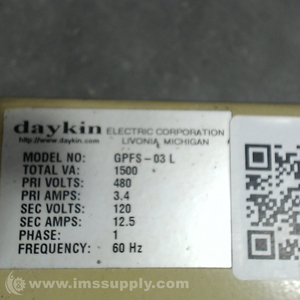 daykin ELECTRIC CORPORATION
http://www.daykin.com LIVONIA, MICHIGAN
MODEL NO: GPFS-03 L
TOTAL VA: 1500
PRI VOLTS: 480
PRI AMPS: 3.4
SEC VOLTS: 120
SEC AMPS: 12.5
PHASE: 1
FREQUENCY: 60 Hz
© www.imssupply.com